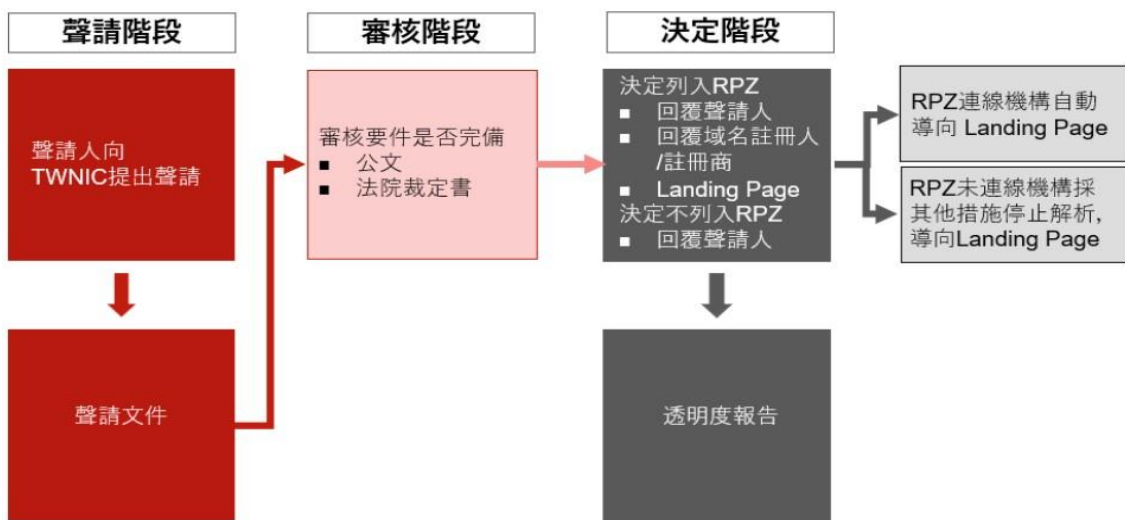 聲請階段
聲請人向
TWNIC提出聲請
聲請文件
審核階段
審核要件是否完備
▪ 公文
▪ 法院裁定書
決定階段
決定列入RPZ
▪ 回覆聲請人
▪ 回覆域名註冊人
/註冊商
▪ Landing Page
決定不列入RPZ
▪ 回覆聲請人
透明度報告
RPZ連線機構自動
導向 Landing Page
RPZ未連線機構採
其他措施停止解析,
導向Landing Page